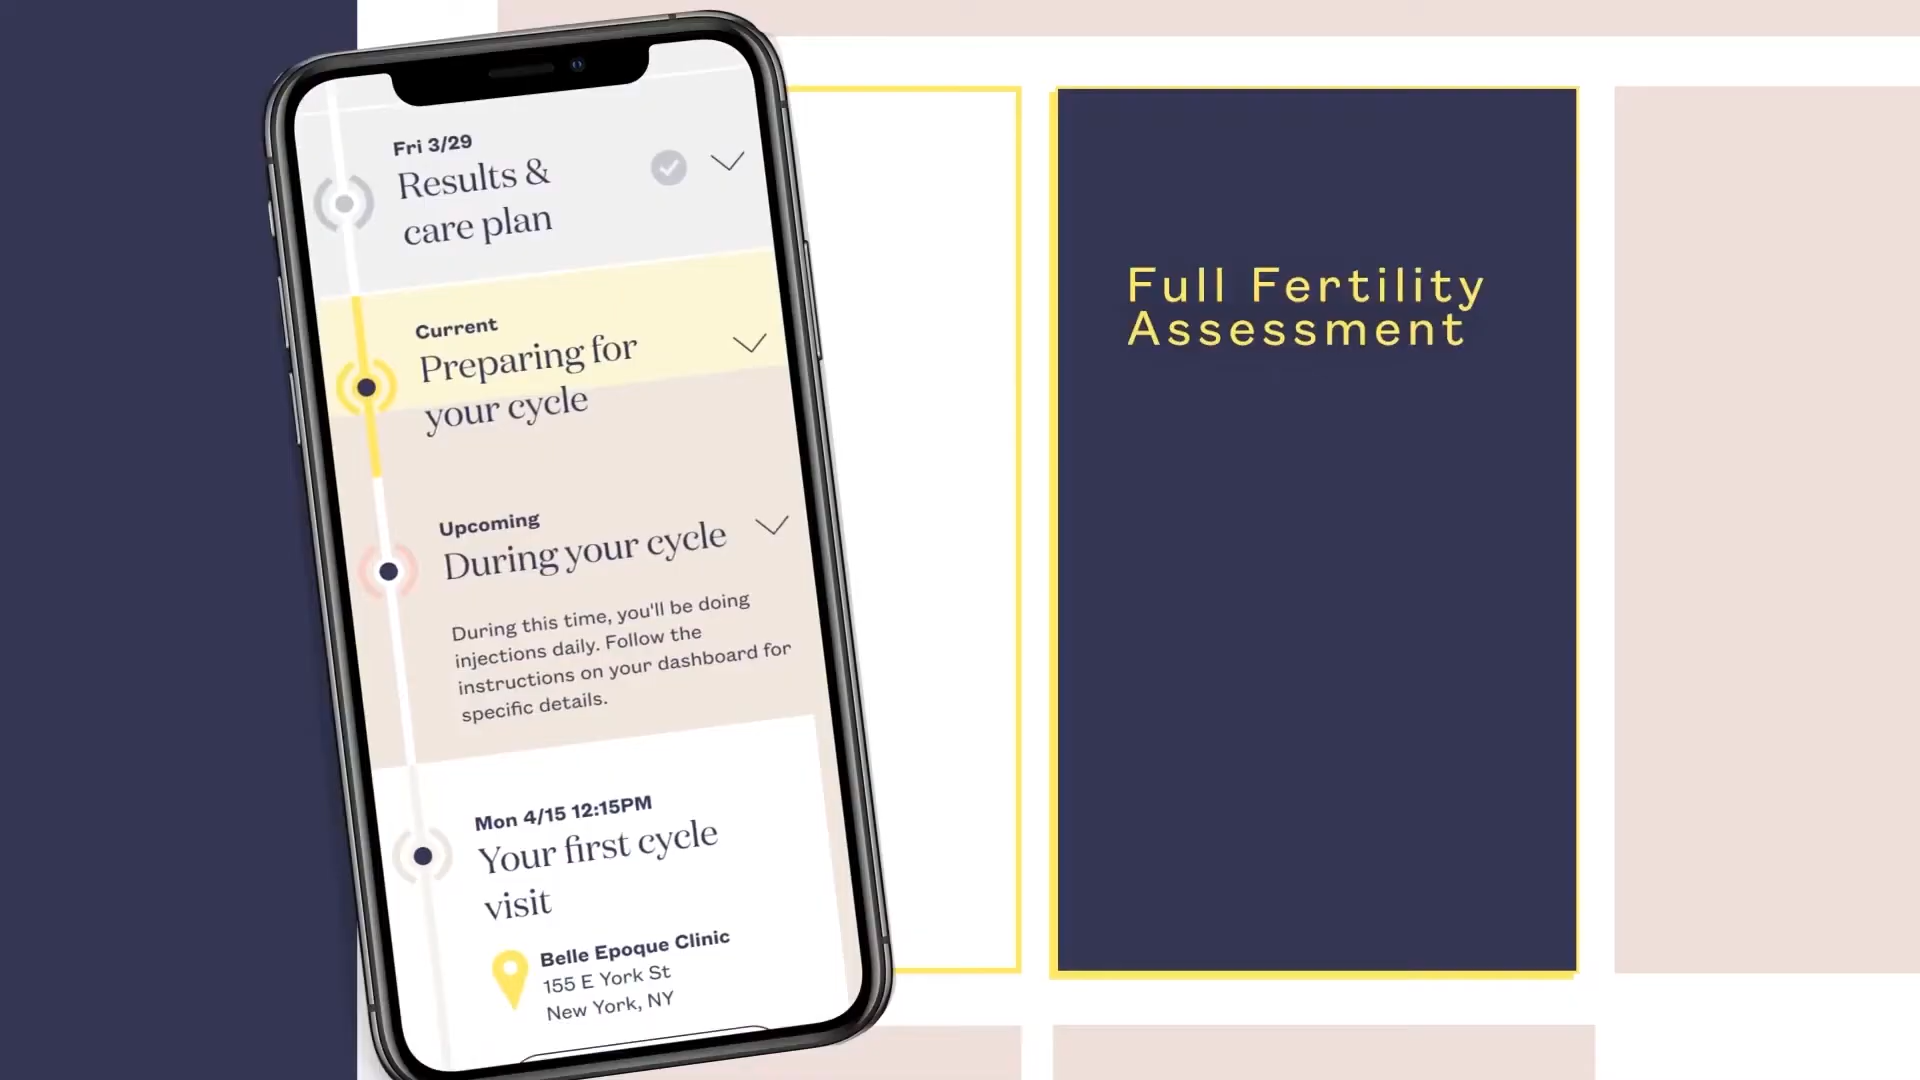 Fri 3/29
Results &
care plan
Current
Preparing for
your cycle
Upcoming
During your cycle
During this time, you'll be doing
injections daily. Follow the
instructions on your dashboard for
specific details.
Mon 4/15 12:15PM
Your first cycle
visit
Belle Epoque Clinic
155 E York St
New York, NY
Full Fertility
Assessment